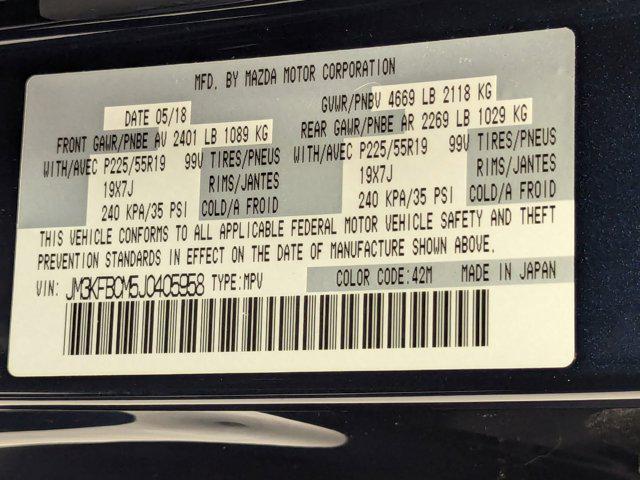 MFD. BY MAZDA MOTOR CORPORATION
DATE 05/18 GVWR/PNBV 4669 LB 2118 KG
FRONT GAWR/PNBE AV 2401 LB 1089 KG REAR GAWR/PNBE AR 2269 LB 1029 KG
WITH/AVEC P225/55R19 99V TIRES/PNEUS WITH/AVEC P225/55R19 99V TIRES/PNEUS
19X7J RIMS/JANTES 19X7J RIMS/JANTES
240 KPA/35 PSI COLD/A FROID 240 KPA/35 PSI COLD/A FROID
THIS VEHICLE CONFORMS TO ALL APPLICABLE FEDERAL MOTOR VEHICLE SAFETY AND THEFT
PREVENTION STANDARDS IN EFFECT ON THE DATE OF MANUFACTURE SHOWN ABOVE.
VIN: JM3KFBCM5J0405958 TYPE:MPV COLOR CODE:42M MADE IN JAPAN